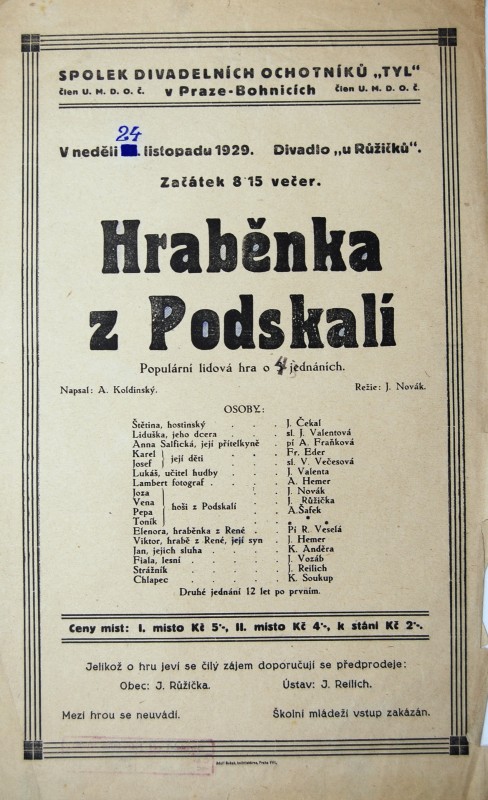 SPOLEK DIVADELNÍCH OCHOTNÍKŮ „TYL“
člen U. M. D. O. č. v Praze-Bohnicích člen U. M. D. O. č.
24
V neděli . listopadu 1929. Divadlo „u Růžičků“.
Začátek 8·15 večer.
Hraběnka
z Podskalí
Populární lidová hra o 4 jednáních.
Napsal: A. Koldinský. Režie: J. Novák.
OSOBY:
Štětina, hostinský . . . J. Čekal
Liduška, jeho dcera . . . sl. J. Valentová
Anna Salfická, její přítelkyně . pí A. Fraňková
Karel } její děti . . . Fr. Eder
Josef . . . sl. V. Večesová
Lukáš, učitel hudby . . . J. Valenta
Lambert fotograf . . . . A. Hemer
Joza . . J. Novák
Vena } hoši z Podskalí . . J. Růžička
Pepa . . A. Šafek
Toník . .
Elenora, hraběnka z René . . Pí R. Veselá
Viktor, hrabě z René, její syn . J. Hemer
Jan, jejich sluha . . . . K. Anděra
Fiala, lesní . . . . . J. Vozáb
Strážník . . . . . J. Reilich
Chlapec . . . . . K. Soukup
Druhé jednání 12 let po prvním.
Ceny míst: I. místo Kč 5·-, II. místo Kč 4·-, k stání Kč 2·-.
Jelikož o hru jeví se čilý zájem doporučují se předprodeje:
Obec: J. Růžička. Ústav: J. Reilich.
Mezi hrou se neuvádí. Školní mládeži vstup zakázán.